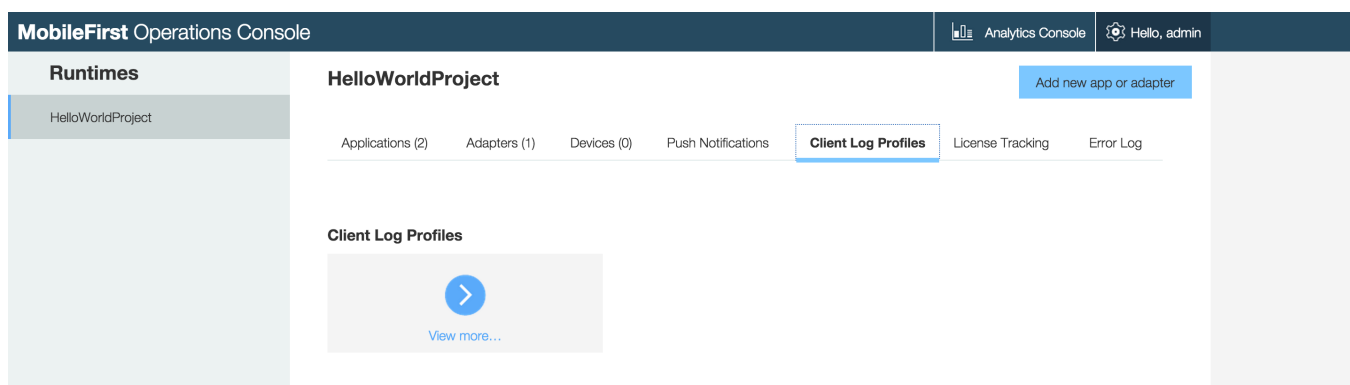 MobileFirst Operations Console
Analytics Console
Hello, admin
Runtimes
HelloWorldProject
HelloWorldProject
Add new app or adapter
Applications (2) Adapters (1) Devices (0) Push Notifications Client Log Profiles License Tracking Error Log
Client Log Profiles
View more...